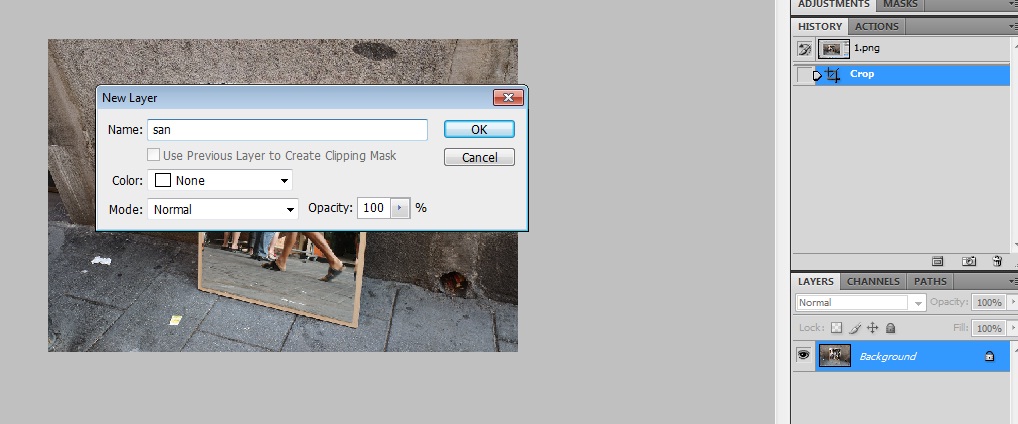 ADJUSTMENTS MASKS
HISTORY ACTIONS
1.png
Crop
New Layer
Name: san OK
Use Previous Layer to Create Clipping Mask Cancel
Color: None
Mode: Normal Opacity: 100 %
LAYERS CHANNELS PATHS
Normal Opacity: 100%
Lock: Fill: 100%
Background